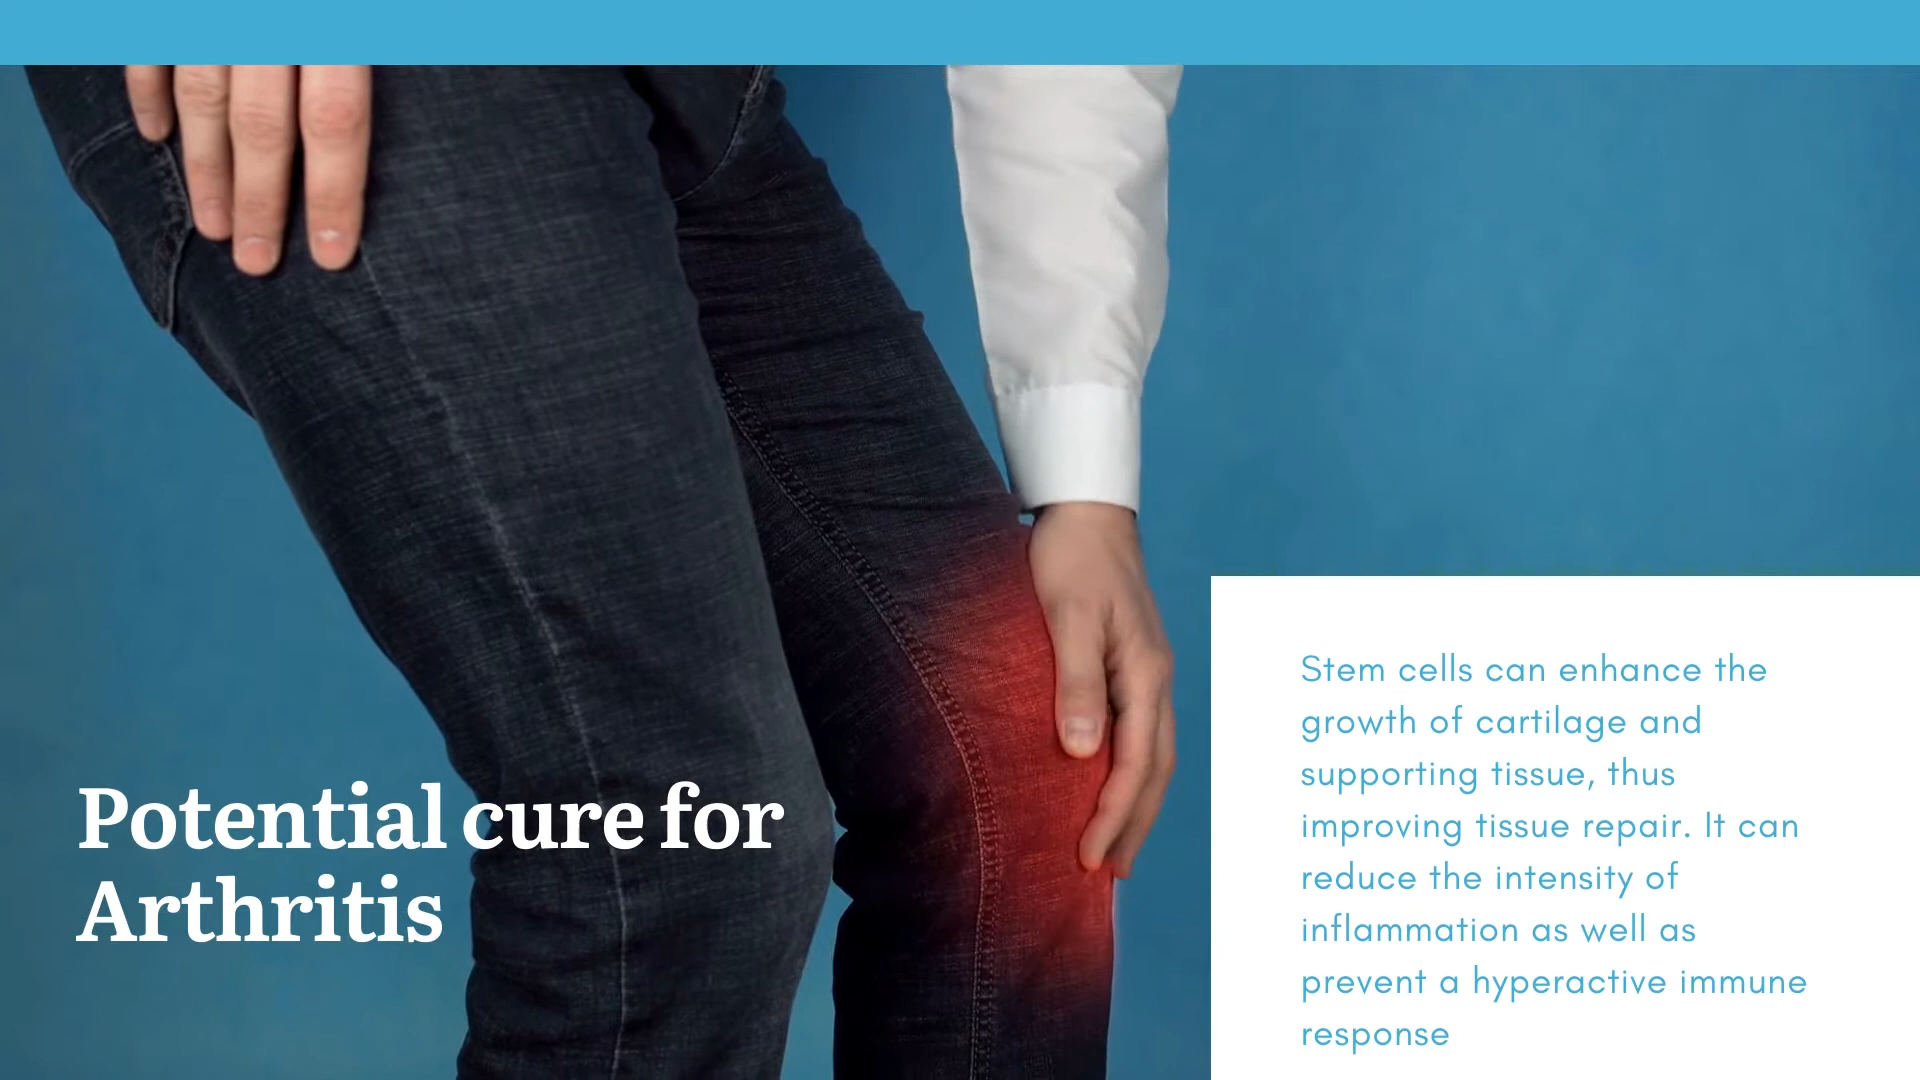 Potential cure for
Arthritis
Stem cells can enhance the
growth of cartilage and
supporting tissue, thus
improving tissue repair. It can
reduce the intensity of
inflammation as well as
prevent a hyperactive immune
response